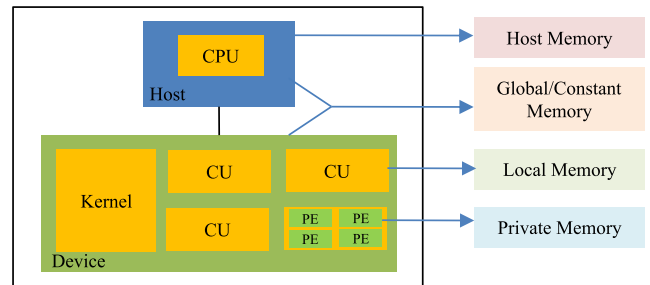 CPU
Host
Host Memory
Global/Constant
Memory
CU
CU
Local Memory
Kernel
CU
PE
PE
PE
PE
Private Memory
Device